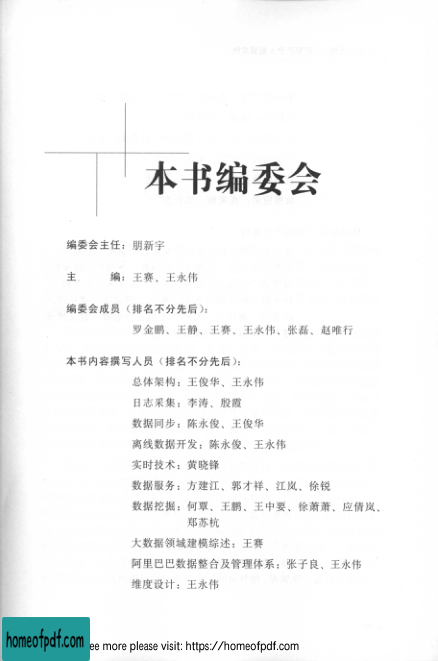 本书编委会
编委会主任：朋新宇
主　　编：王赛、王永伟
编委会成员（排名不分先后）：
罗金鹏、王静、王赛、王永伟、张磊、赵唯行
本书内容撰写人员（排名不分先后）：
总体架构：王俊华、王永伟
日志采集：李涛、殷霞
数据同步：陈永俊、王俊华
离线数据开发：陈永俊、王永伟
实时技术：黄晓锋
数据服务：方建江、郭才祥、江岚、徐锐
数据挖掘：何覃、王鹏、王中要、徐萧萧、应倩岚、
郑苏杭
大数据领域建模综述：王赛
阿里巴巴数据整合及管理体系：张子良、王永伟
维度设计：王永伟
homeofpdf.com
ee more please visit: https://homeofpdf.com